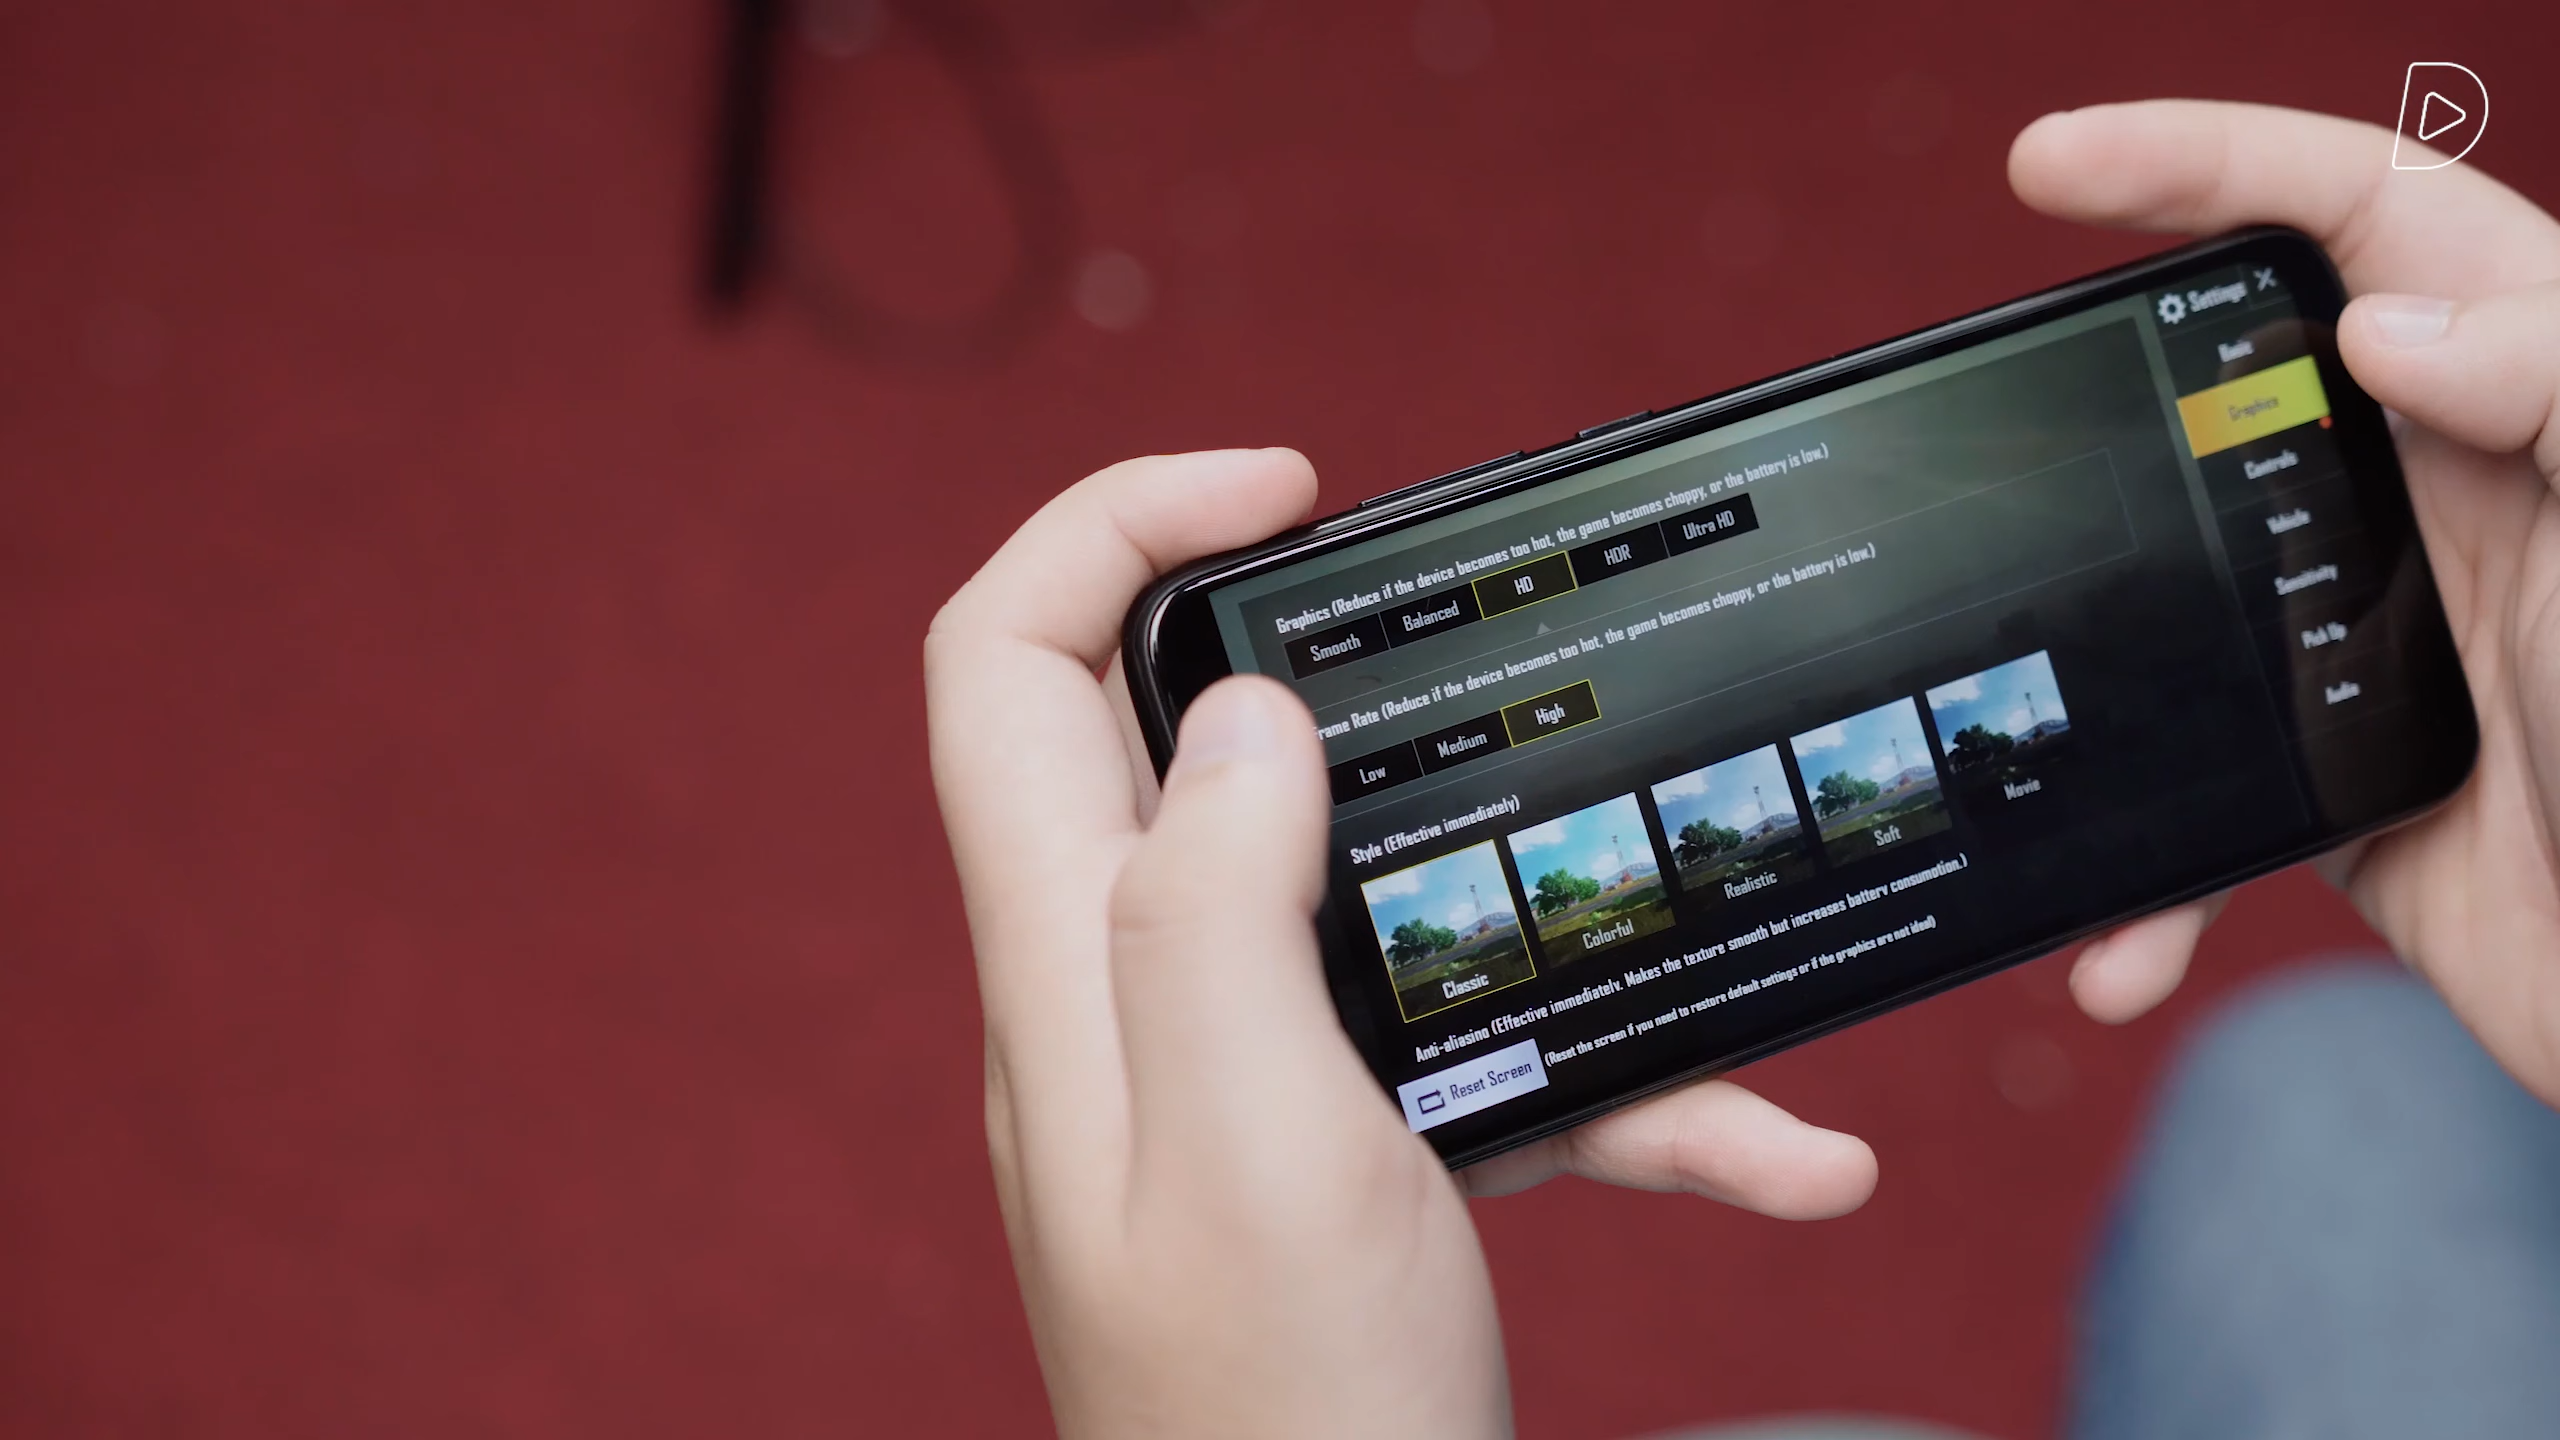 Settings
Basic
Graphics
Controls
Vehicle
Sensitivity
Pick Up
Audio
Graphics (Reduce if the device becomes too hot, the game becomes choppy, or the battery is low.)
Smooth Balanced HD HDR Ultra HD
Frame Rate (Reduce if the device becomes too hot, the game becomes choppy, or the battery is low.)
Low Medium High
Style (Effective immediately)
Classic Colorful Realistic Soft Movie
Anti-aliasing (Effective immediately. Makes the texture smooth but increases battery consumption.)
Reset Screen (Reset the screen if you need to restore default settings or if the graphics are not ideal)